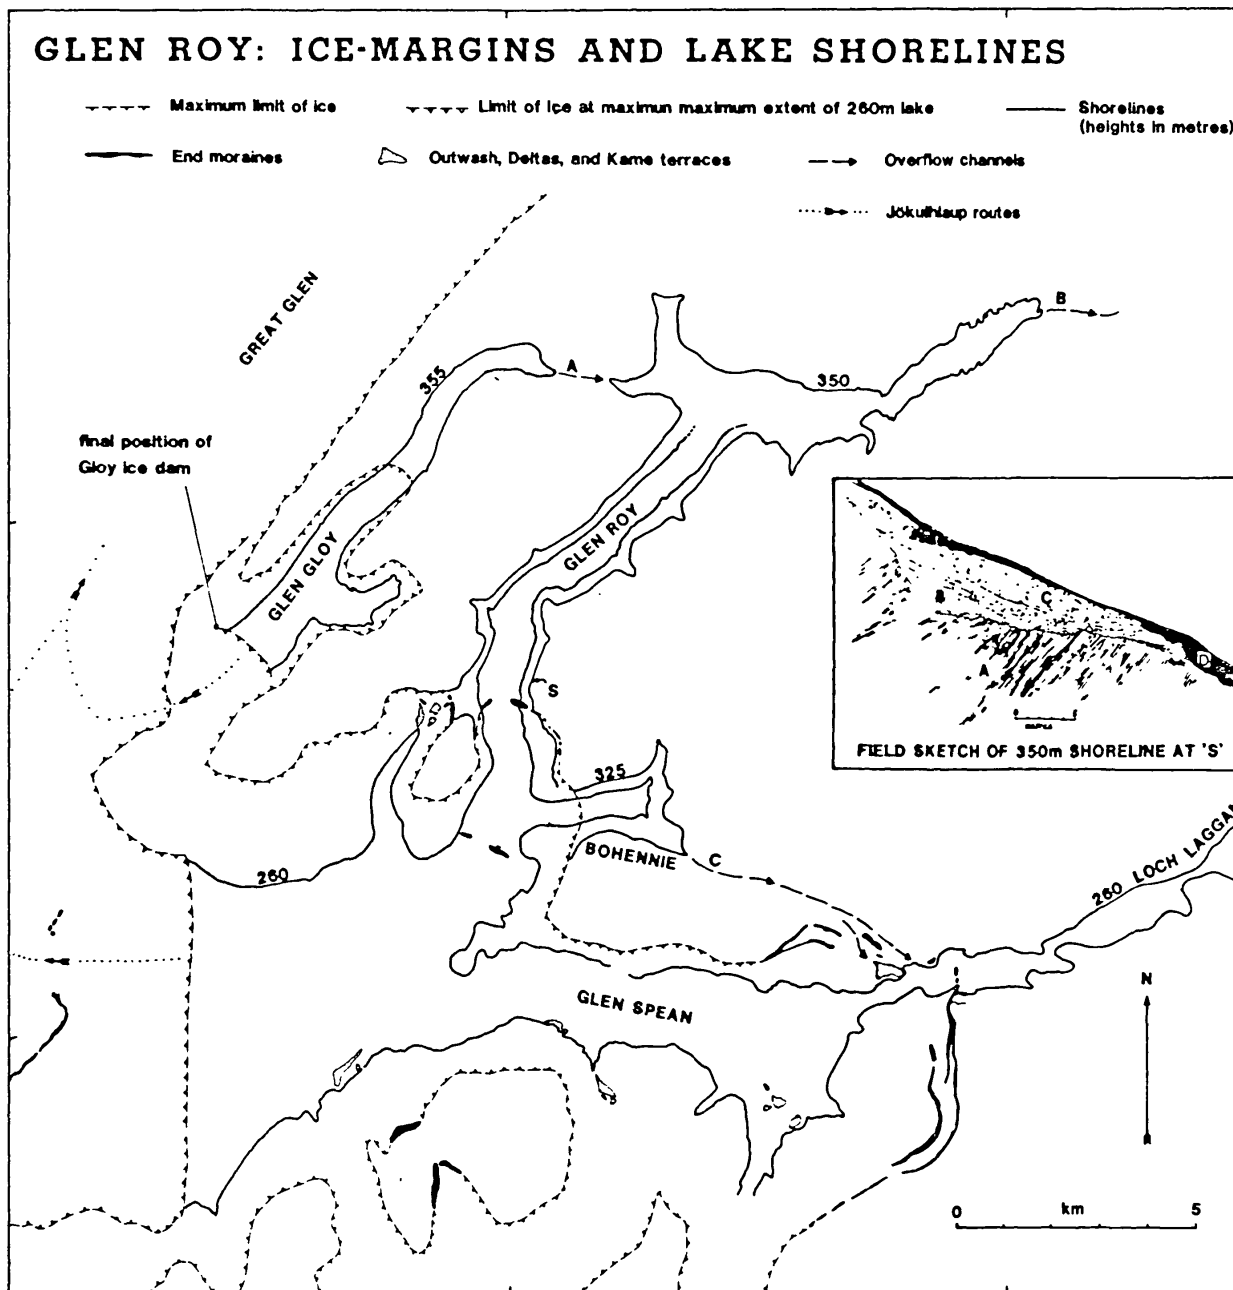 GLEN ROY: ICE-MARGINS AND LAKE SHORELINES
Maximum limit of ice
Limit of Ice at maximun maximum extent of 260m lake
Shorelines
(heights in metres)
End moraines
Outwash, Deltas, and Kame terraces
Overflow channels
Jökulhlaup routes
GREAT GLEN
B
A
355
350
final position of
Gloy ice dam
GLEN ROY
GLEN GLOY
B
C
A
D
S
FIELD SKETCH OF 350m SHORELINE AT 'S'
325
BOHENNIE
C
260
260 LOCH LAGGAN
N
GLEN SPEAN
0 km 5